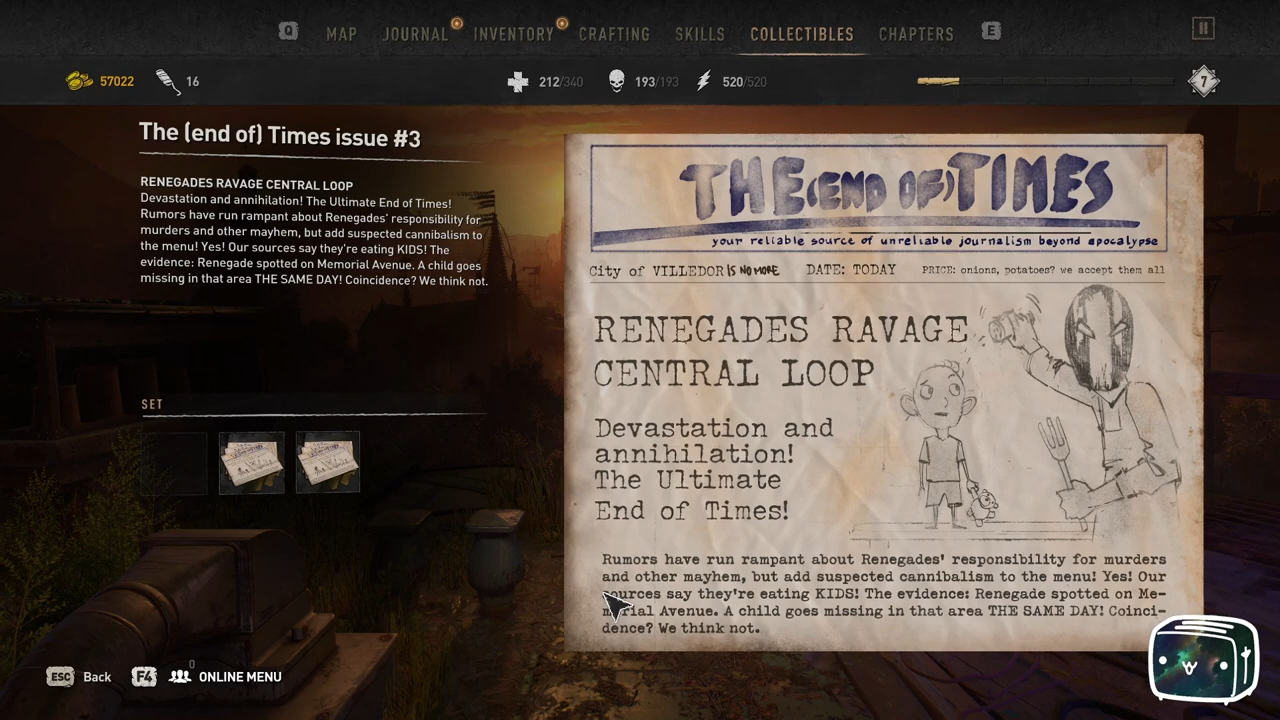 Q MAP JOURNAL INVENTORY CRAFTING SKILLS COLLECTIBLES CHAPTERS E
57022 16 212/340 193/193 520/520 7
The (end of) Times issue #3
RENEGADES RAVAGE CENTRAL LOOP
Devastation and annihilation! The Ultimate End of Times!
Rumors have run rampant about Renegades' responsibility for
murders and other mayhem, but add suspected cannibalism to
the menu! Yes! Our sources say they're eating KIDS! The
evidence: Renegade spotted on Memorial Avenue. A child goes
missing in that area THE SAME DAY! Coincidence? We think not.
SET
THE (END OF) TIMES
your reliable source of unreliable journalism beyond apocalypse
City of VILLEDOR IS NO MORE DATE: TODAY PRICE: onions, potatoes? we accept them all
RENEGADES RAVAGE
CENTRAL LOOP
Devastation and
annihilation!
The Ultimate
End of Times!
Rumors have run rampant about Renegades' responsibility for murders
and other mayhem, but add suspected cannibalism to the menu! Yes! Our
sources say they're eating KIDS! The evidence: Renegade spotted on Me-
morial Avenue. A child goes missing in that area THE SAME DAY! Coinci-
dence? We think not.
ESC Back F4 0 ONLINE MENU